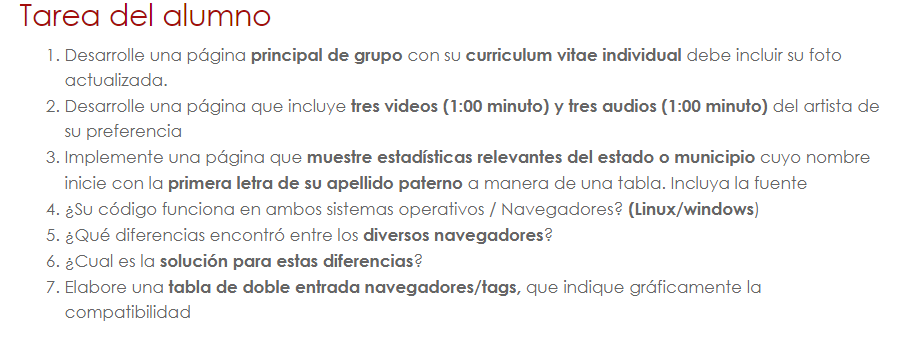 Tarea del alumno
1. Desarrolle una página principal de grupo con su curriculum vitae individual debe incluir su foto
actualizada.
2. Desarrolle una página que incluye tres videos (1:00 minuto) y tres audios (1:00 minuto) del artista de
su preferencia
3. Implemente una página que muestre estadísticas relevantes del estado o municipio cuyo nombre
inicie con la primera letra de su apellido paterno a manera de una tabla. Incluya la fuente
4. ¿Su código funciona en ambos sistemas operativos / Navegadores? (Linux/windows)
5. ¿Qué diferencias encontró entre los diversos navegadores?
6. ¿Cual es la solución para estas diferencias?
7. Elabore una tabla de doble entrada navegadores/tags, que indique gráficamente la
compatibilidad